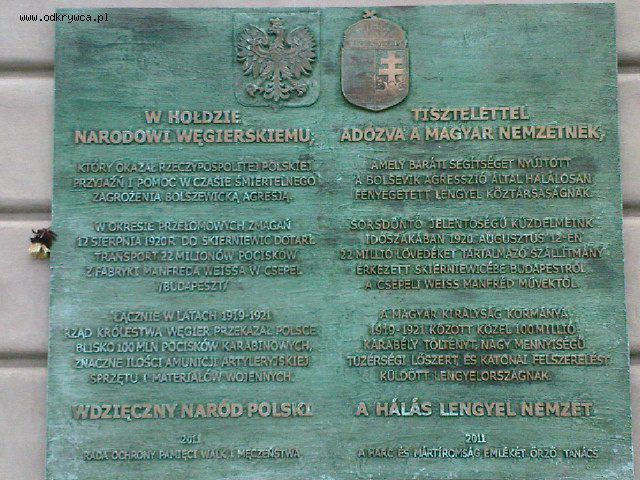 www.odkrywca.pl
W HOŁDZIE
NARODOWI WĘGIERSKIEMU,
KTÓRY OKAZAŁ RZECZYPOSPOLITEJ POLSKIEJ
PRZYJAŹŃ I POMOC W CZASIE ŚMIERTELNEGO
ZAGROŻENIA BOLSZEWICKĄ AGRESJĄ.
W OKRESIE PRZEŁOMOWYCH ZMAGAŃ
12 SIERPNIA 1920 R. DO SKIERNIEWIC DOTARŁ
TRANSPORT 22 MILIONÓW POCISKÓW
Z FABRYKI MANFREDA WEISSA W CSEPEL
/BUDAPESZT/
ŁĄCZNIE W LATACH 1919-1921
RZĄD KRÓLESTWA WĘGIER PRZEKAZAŁ POLSCE
BLISKO 100 MLN POCISKÓW KARABINOWYCH,
ZNACZNE ILOŚCI AMUNICJI ARTYLERYJSKIEJ
SPRZĘTU I MATERIAŁÓW WOJENNYCH.
WDZIĘCZNY NARÓD POLSKI
2011
RADA OCHRONY PAMIĘCI WALK I MĘCZEŃSTWA
TISZTELETTEL
ADÓZVA A MAGYAR NEMZETNEK,
AMELY BARÁTI SEGÍTSÉGET NYÚJTOTT
A BOLSEVIK AGRESSZIÓ ÁLTAL HALÁLOSAN
FENYEGETETT LENGYEL KÖZTÁRSASÁGNAK.
SORSDÖNTŐ JELENTŐSÉGŰ KÜZDELMEINK
IDŐSZAKÁBAN 1920. AUGUSZTUS 12-ÉN
22 MILLIÓ LÖVEDÉKET TARTALMAZÓ SZÁLLÍTMÁNY
ÉRKEZETT SKIERNIEWICÉBE BUDAPESTRŐL
A CSEPELI WEISS MANFRÉD MŰVEKTŐL.
A MAGYAR KIRÁLYSÁG KORMÁNYA
1919-1921 KÖZÖTT KÖZEL 100 MILLIÓ
KARABÉLY TÖLTÉNYT, NAGY MENNYISÉGŰ
TÜZÉRSÉGI LŐSZERT ÉS KATONAI FELSZERELÉST
KÜLDÖTT LENGYELORSZÁGNAK.
A HÁLÁS LENGYEL NEMZET
2011
A HARC ÉS MÁRTÍROMSÁG EMLÉKÉT ŐRZŐ TANÁCS